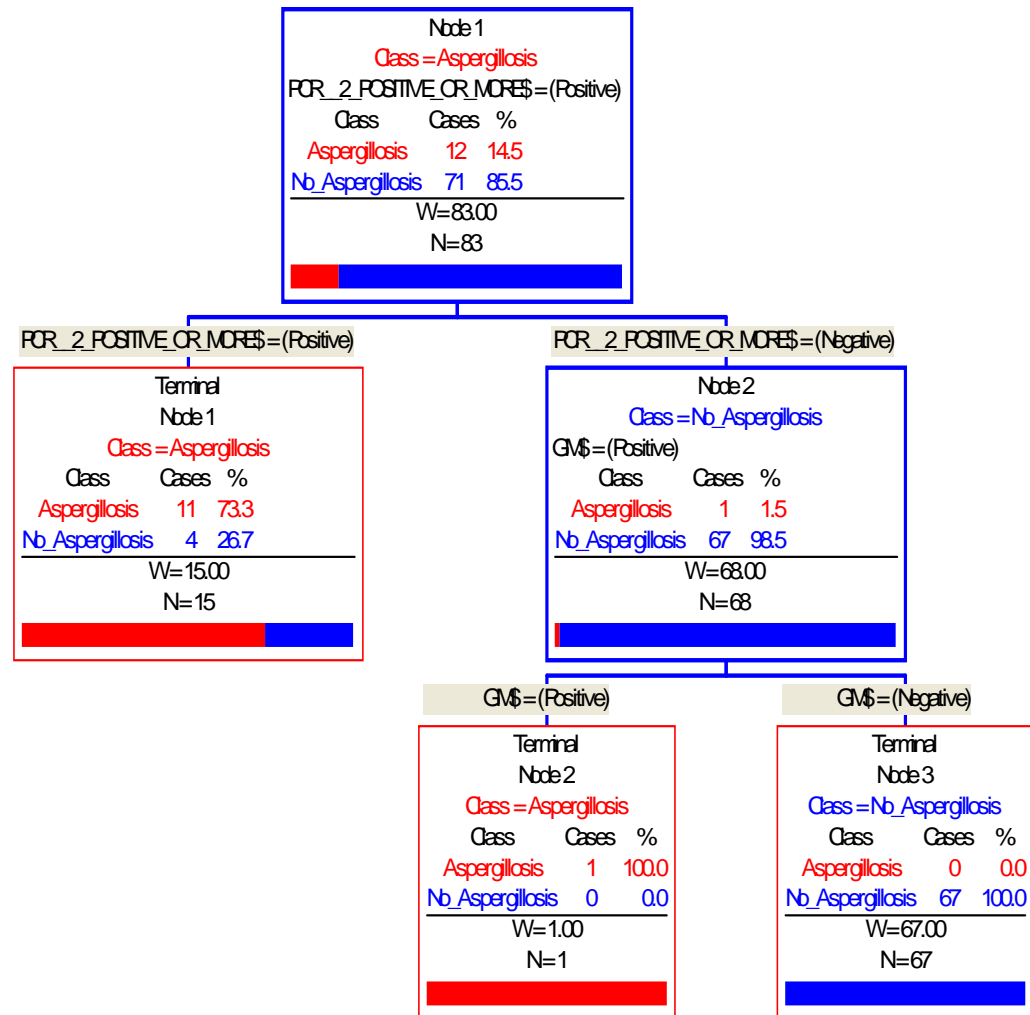 Node 1
Class = Aspergillosis
PCR__2_POSITIVE_OR_MORE$ = (Positive)
Class Cases %
Aspergillosis 12 14.5
No_Aspergillosis 71 85.5
W = 83.00
N = 83
PCR__2_POSITIVE_OR_MORE$ = (Positive)
Terminal
Node 1
Class = Aspergillosis
Class Cases %
Aspergillosis 11 73.3
No_Aspergillosis 4 26.7
W = 15.00
N = 15
PCR__2_POSITIVE_OR_MORE$ = (Negative)
Node 2
Class = No_Aspergillosis
GM$ = (Positive)
Class Cases %
Aspergillosis 1 1.5
No_Aspergillosis 67 98.5
W = 68.00
N = 68
GM$ = (Positive)
Terminal
Node 2
Class = Aspergillosis
Class Cases %
Aspergillosis 1 100.0
No_Aspergillosis 0 0.0
W = 1.00
N = 1
GM$ = (Negative)
Terminal
Node 3
Class = No_Aspergillosis
Class Cases %
Aspergillosis 0 0.0
No_Aspergillosis 67 100.0
W = 67.00
N = 67